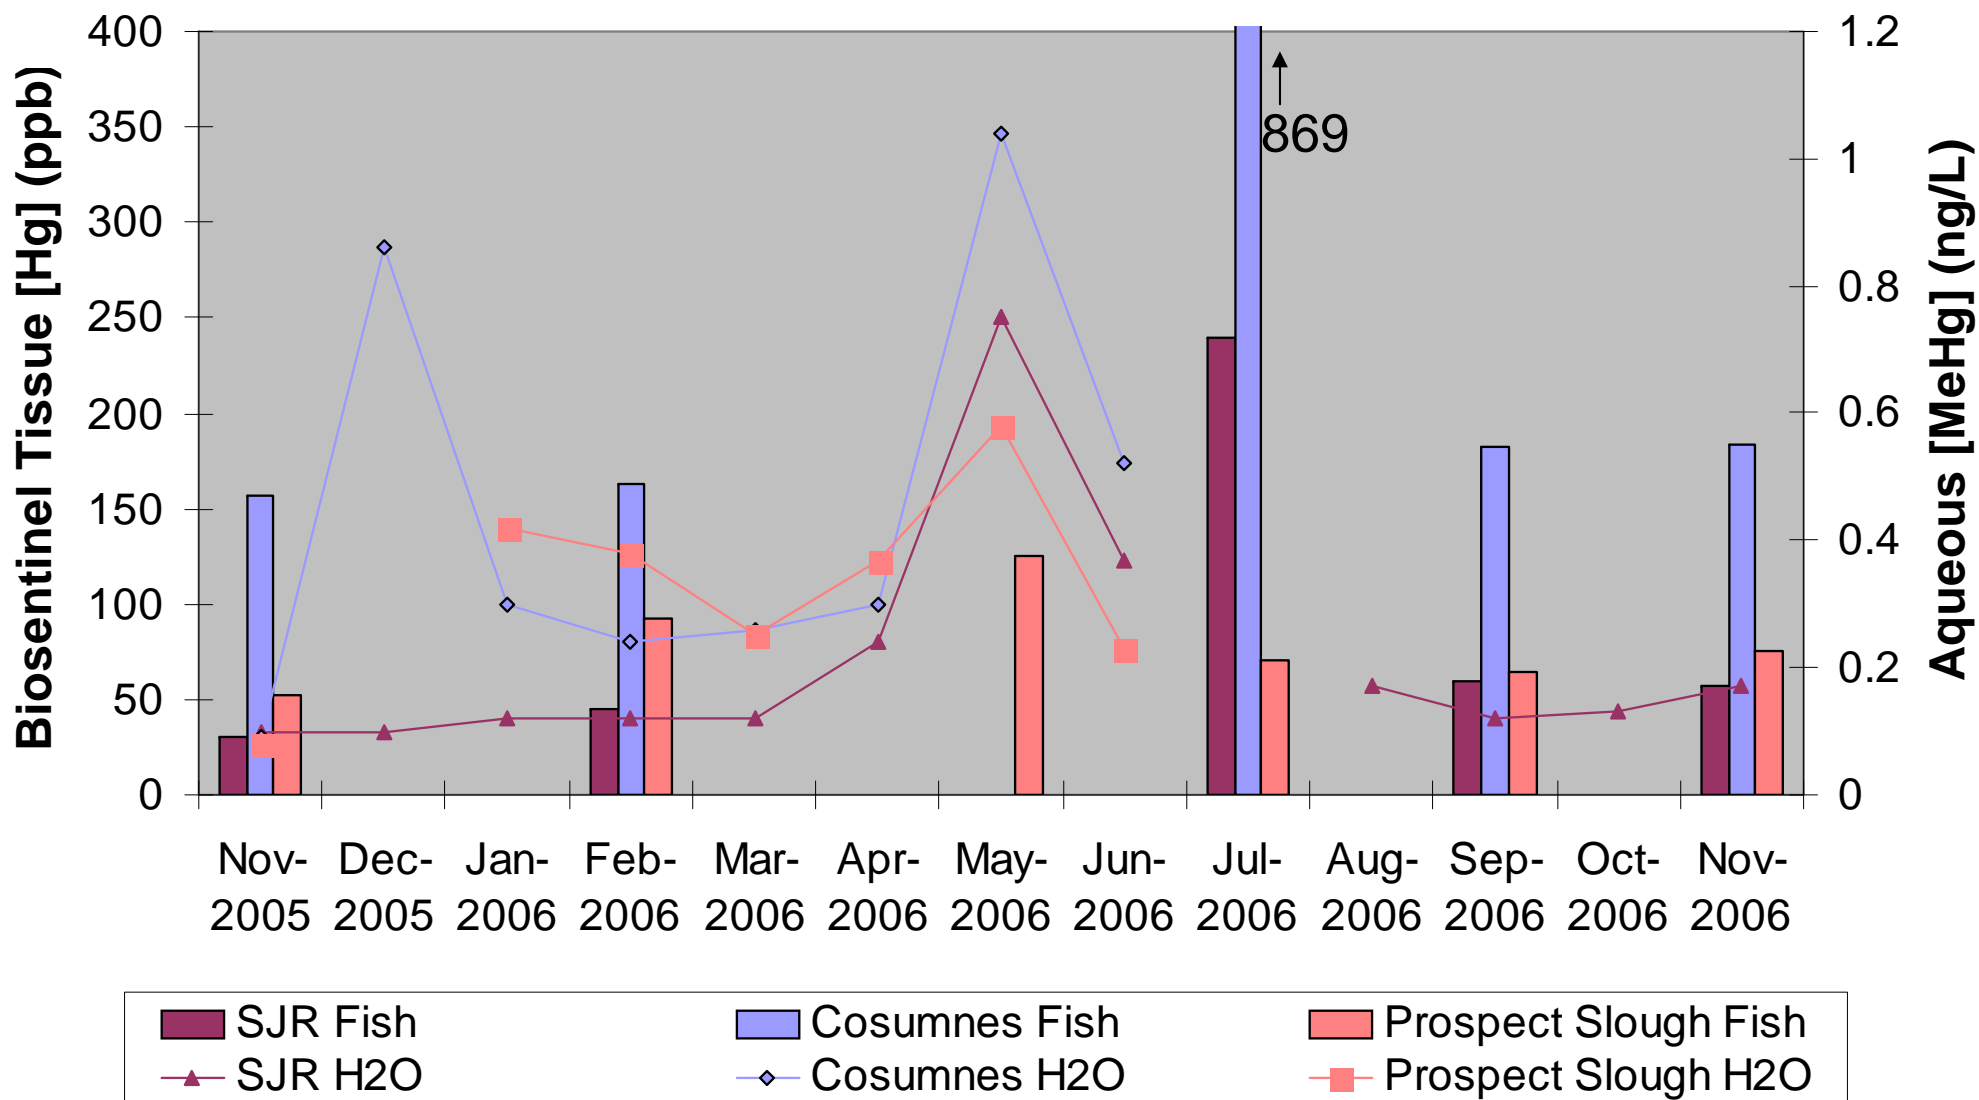 Biosentinel Tissue [Hg] (ppb)
400
350
300
250
200
150
100
50
0
869
1.2
1
0.8
0.6
0.4
0.2
0
Aqueous [MeHg] (ng/L)
Nov-2005
Dec-2005
Jan-2006
Feb-2006
Mar-2006
Apr-2006
May-2006
Jun-2006
Jul-2006
Aug-2006
Sep-2006
Oct-2006
Nov-2006
SJR Fish
Cosumnes Fish
Prospect Slough Fish
SJR H2O
Cosumnes H2O
Prospect Slough H2O